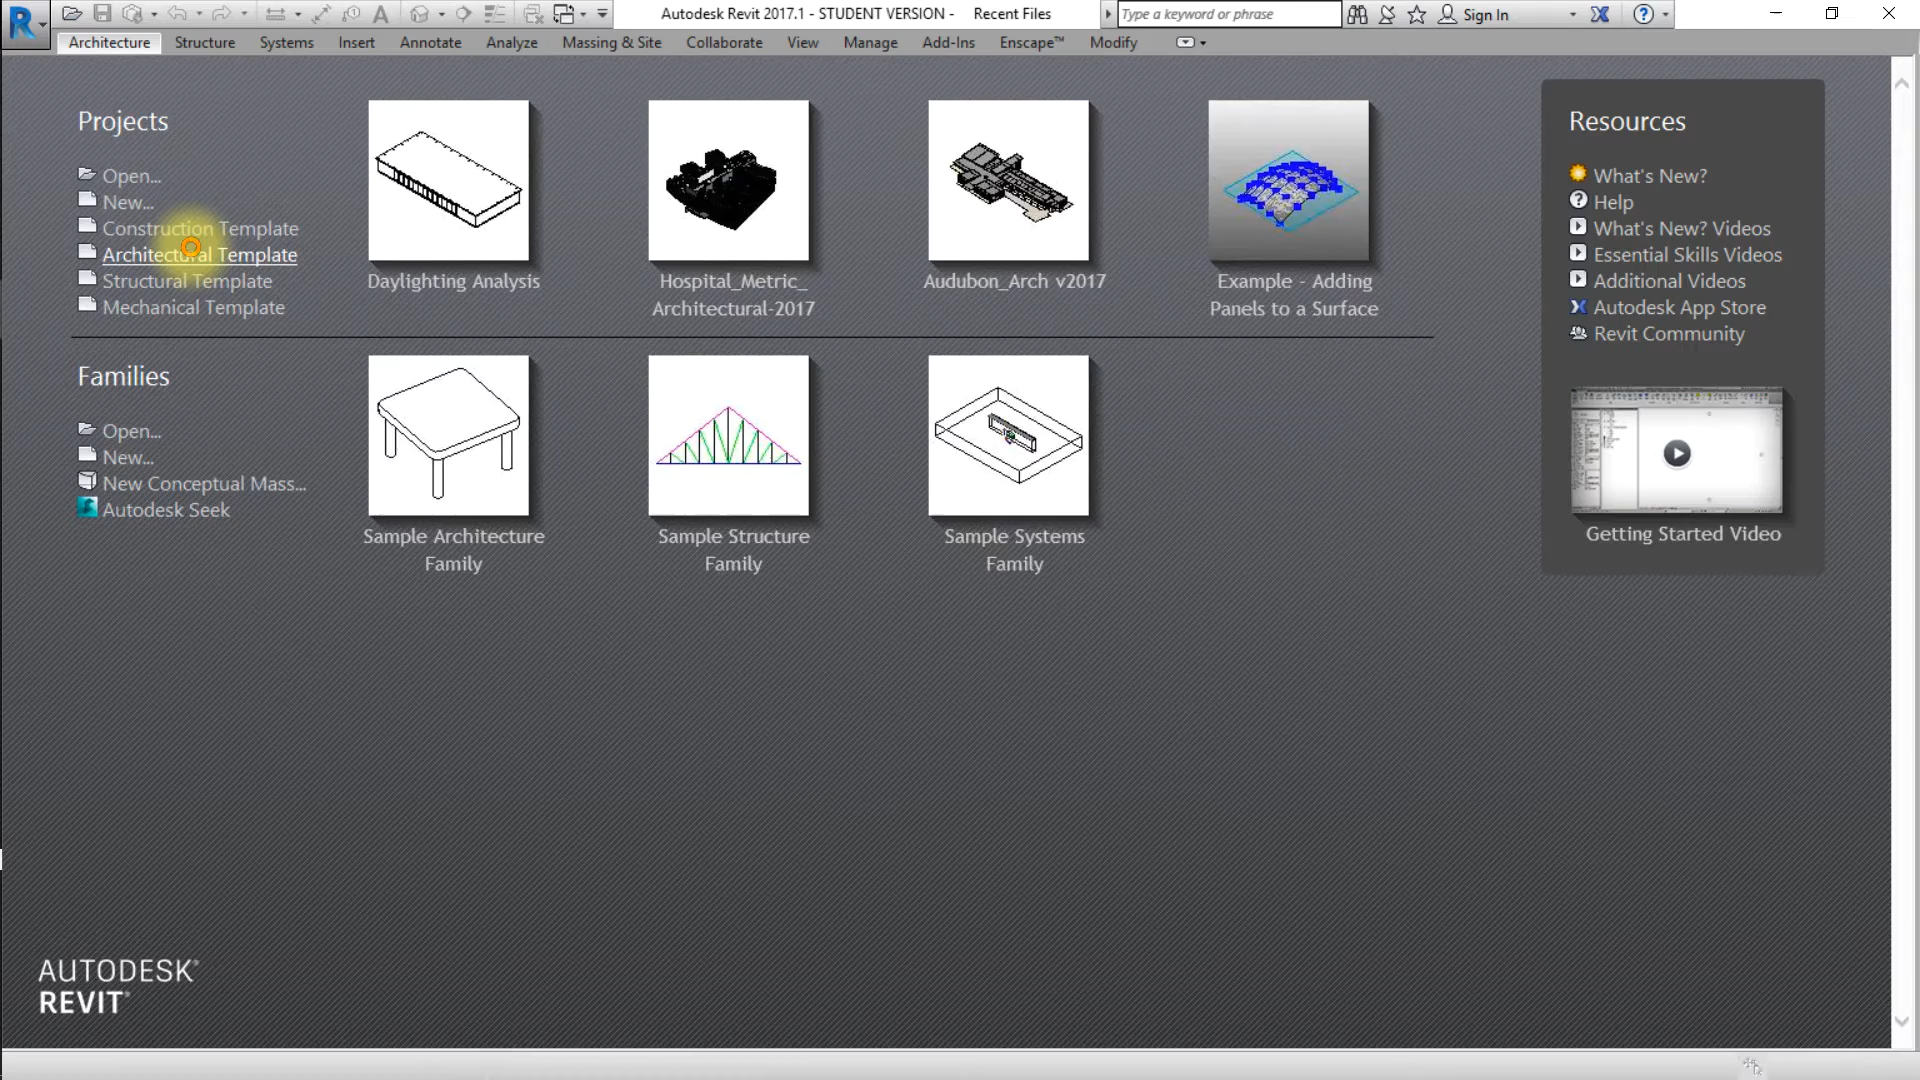 Autodesk Revit 2017.1 - STUDENT VERSION - Recent Files
Type a keyword or phrase
Sign In
Architecture Structure Systems Insert Annotate Analyze Massing & Site Collaborate View Manage Add-Ins Enscape™ Modify
Projects
Open...
New...
Construction Template
Architectural Template
Structural Template
Mechanical Template
Daylighting Analysis
Hospital_Metric_
Architectural-2017
Audubon_Arch v2017
Example - Adding
Panels to a Surface
Families
Open...
New...
New Conceptual Mass...
Autodesk Seek
Sample Architecture
Family
Sample Structure
Family
Sample Systems
Family
Resources
What's New?
Help
What's New? Videos
Essential Skills Videos
Additional Videos
Autodesk App Store
Revit Community
Getting Started Video
AUTODESK®
REVIT®